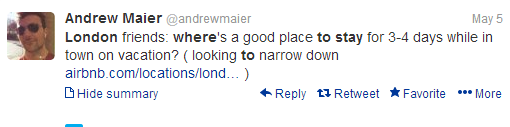 Andrew Maier @andrewmaier May 5
London friends: where's a good place to stay for 3-4 days while in
town on vacation? ( looking to narrow down
airbnb.com/locations/lond… )
Hide summary Reply Retweet Favorite More